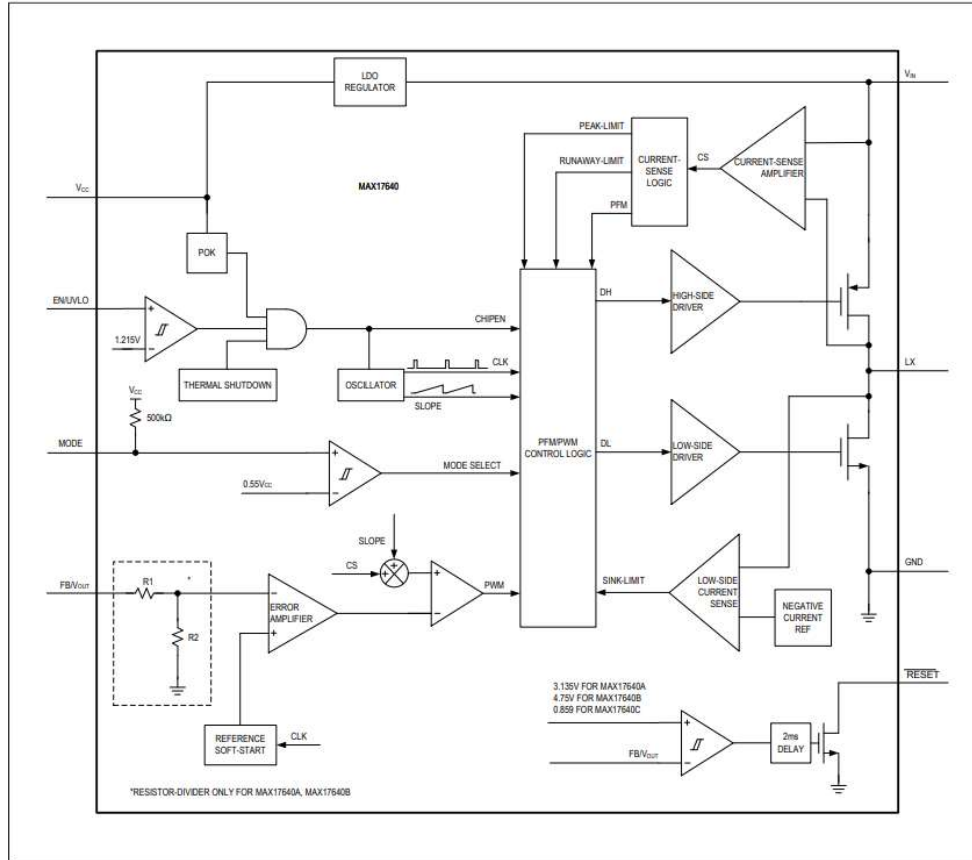 LDO
REGULATOR
VIN
PEAK-LIMIT
RUNAWAY-LIMIT
CURRENT-
SENSE
LOGIC
CS
CURRENT-SENSE
AMPLIFIER
PFM
VCC
MAX17640
POK
DH
HIGH-SIDE
DRIVER
EN/UVLO
+
1.215V
−
CHIPEN
THERMAL SHUTDOWN
OSCILLATOR
CLK
SLOPE
LX
VCC
500kΩ
MODE
+
0.55VCC
−
MODE SELECT
PFM/PWM
CONTROL LOGIC
DL
LOW-SIDE
DRIVER
SLOPE
CS
+
+
+
−
PWM
FB/VOUT
R1
*
R2
−
ERROR
AMPLIFIER
+
SINK-LIMIT
LOW-SIDE
CURRENT
SENSE
NEGATIVE
CURRENT
REF
GND
RESET
3.135V FOR MAX17640A
4.75V FOR MAX17640B
0.859 FOR MAX17640C
+
FB/VOUT
−
2ms
DELAY
REFERENCE
SOFT-START
CLK
*RESISTOR-DIVIDER ONLY FOR MAX17640A, MAX17640B